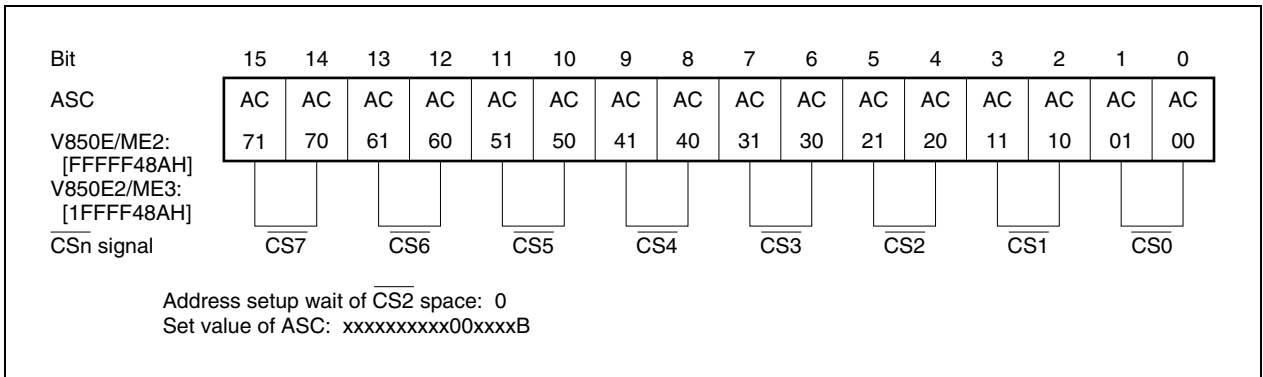 Bit 15 14 13 12 11 10 9 8 7 6 5 4 3 2 1 0
ASC AC AC AC AC AC AC AC AC AC AC AC AC AC AC AC AC
V850E/ME2: 71 70 61 60 51 50 41 40 31 30 21 20 11 10 01 00
[FFFFF48AH]
V850E2/ME3:
[1FFFF48AH]
CSn signal CS7 CS6 CS5 CS4 CS3 CS2 CS1 CS0
Address setup wait of CS2 space: 0
Set value of ASC: xxxxxxxxxx00xxxxB